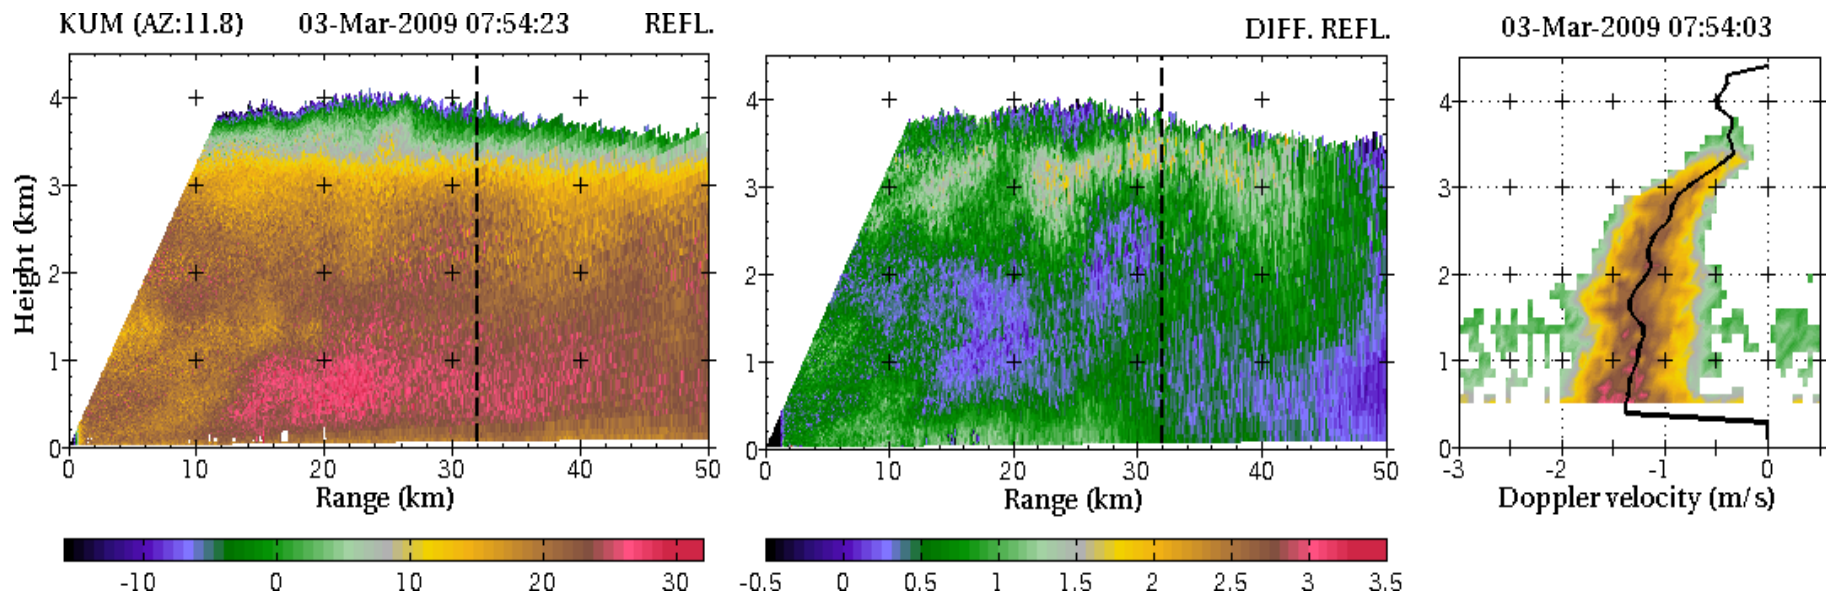 KUM (AZ:11.8) 03-Mar-2009 07:54:23 REFL.
DIFF. REFL.
03-Mar-2009 07:54:03
Height (km)
4
3
2
1
0
0 10 20 30 40 50
Range (km)
-10 0 10 20 30
4
3
2
1
0
0 10 20 30 40 50
Range (km)
-0.5 0 0.5 1 1.5 2 2.5 3 3.5
4
3
2
1
0
-3 -2 -1 0
Doppler velocity (m/s)